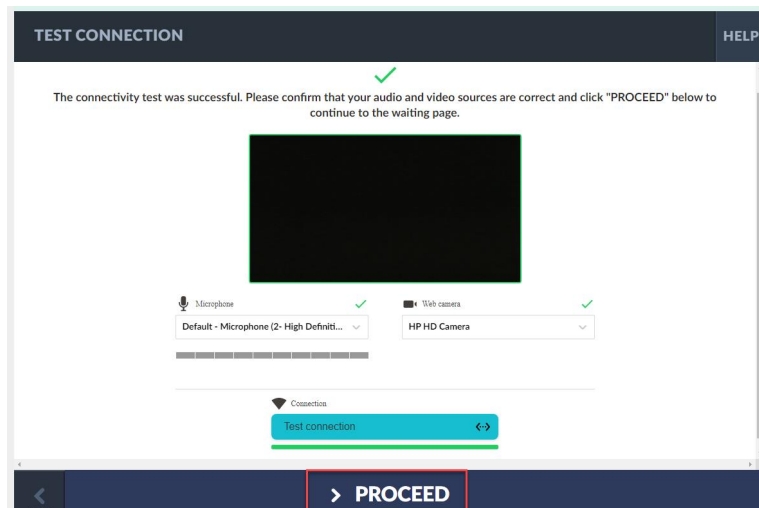 TEST CONNECTION
HELP
The connectivity test was successful. Please confirm that your audio and video sources are correct and click "PROCEED" below to
continue to the waiting page.
Microphone
Web camera
Default - Microphone (2- High Definiti...
HP HD Camera
Connection
Test connection
PROCEED